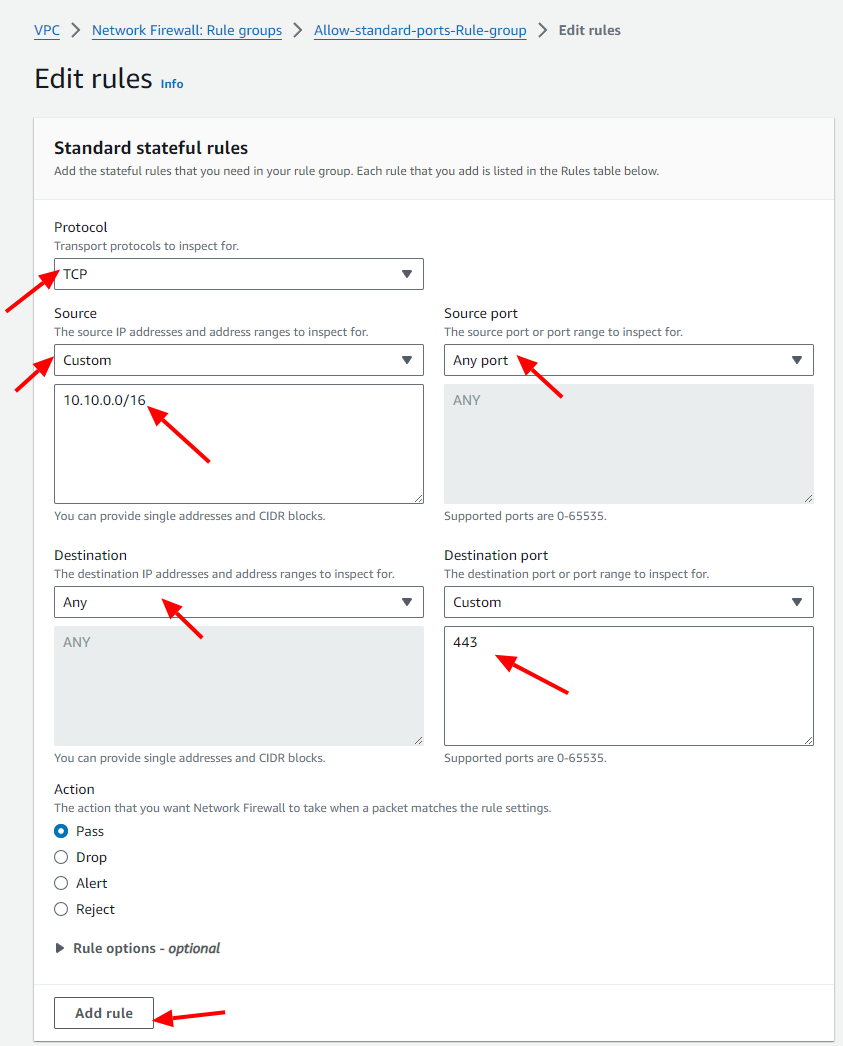 VPC > Network Firewall: Rule groups > Allow-standard-ports-Rule-group > Edit rules
Edit rules Info
Standard stateful rules
Add the stateful rules that you need in your rule group. Each rule that you add is listed in the Rules table below.
Protocol
Transport protocols to inspect for.
TCP
Source
The source IP addresses and address ranges to inspect for.
Custom
10.10.0.0/16
You can provide single addresses and CIDR blocks.
Source port
The source port or port range to inspect for.
Any port
ANY
Supported ports are 0-65535.
Destination
The destination IP addresses and address ranges to inspect for.
Any
ANY
You can provide single addresses and CIDR blocks.
Destination port
The destination port or port range to inspect for.
Custom
443
Supported ports are 0-65535.
Action
The action that you want Network Firewall to take when a packet matches the rule settings.
Pass
Drop
Alert
Reject
Rule options - optional
Add rule